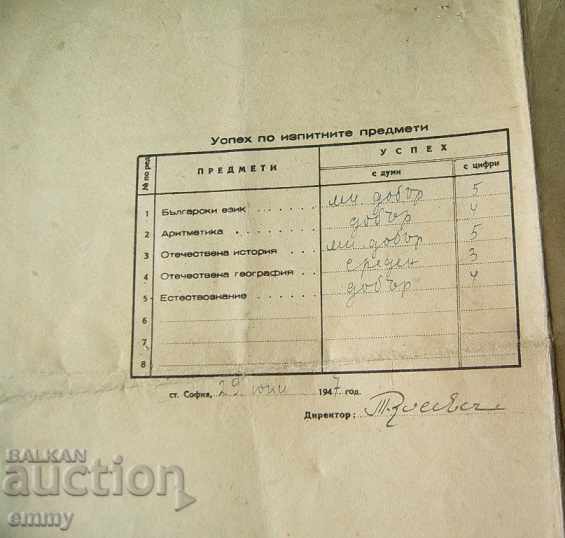 Успех по изпитните предмети
№ по ред ПРЕДМЕТИ УСПЕХ
с думи с цифри
1 Български език . . . . . . мн. добър 5
2 Аритметика . . . . . . . добър 4
3 Отечествена история . . . мн. добър 5
4 Отечествена география . . среден 3
5 Естествознание . . . . . добър 4
6
7
8
ст. София, 29 юни 1947 год.
Директор:
BALKAN
auction
emmy